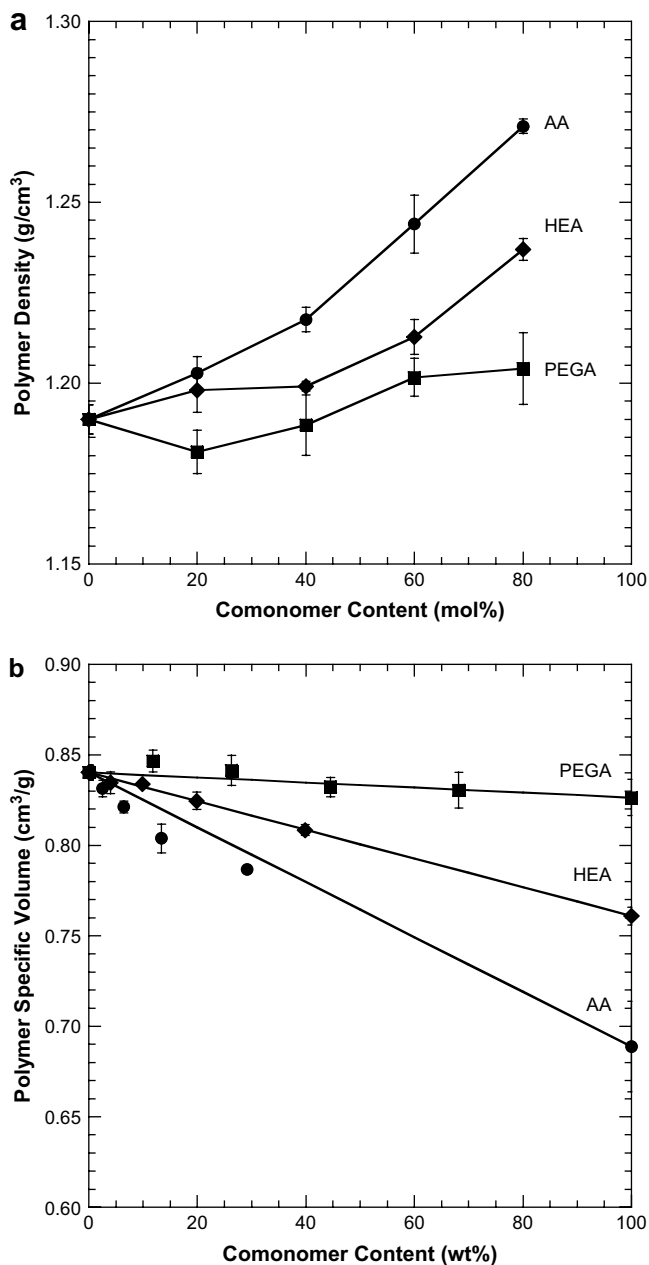 a
1.30
1.25
1.20
1.15
Polymer Density (g/cm³)
AA
HEA
PEGA
0 20 40 60 80 100
Comonomer Content (mol%)
b
0.90
0.85
0.80
0.75
0.70
0.60
Polymer Specific Volume (cm³/g)
PEGA
HEA
AA
0 20 40 60 80 100
Comonomer Content (wt%)